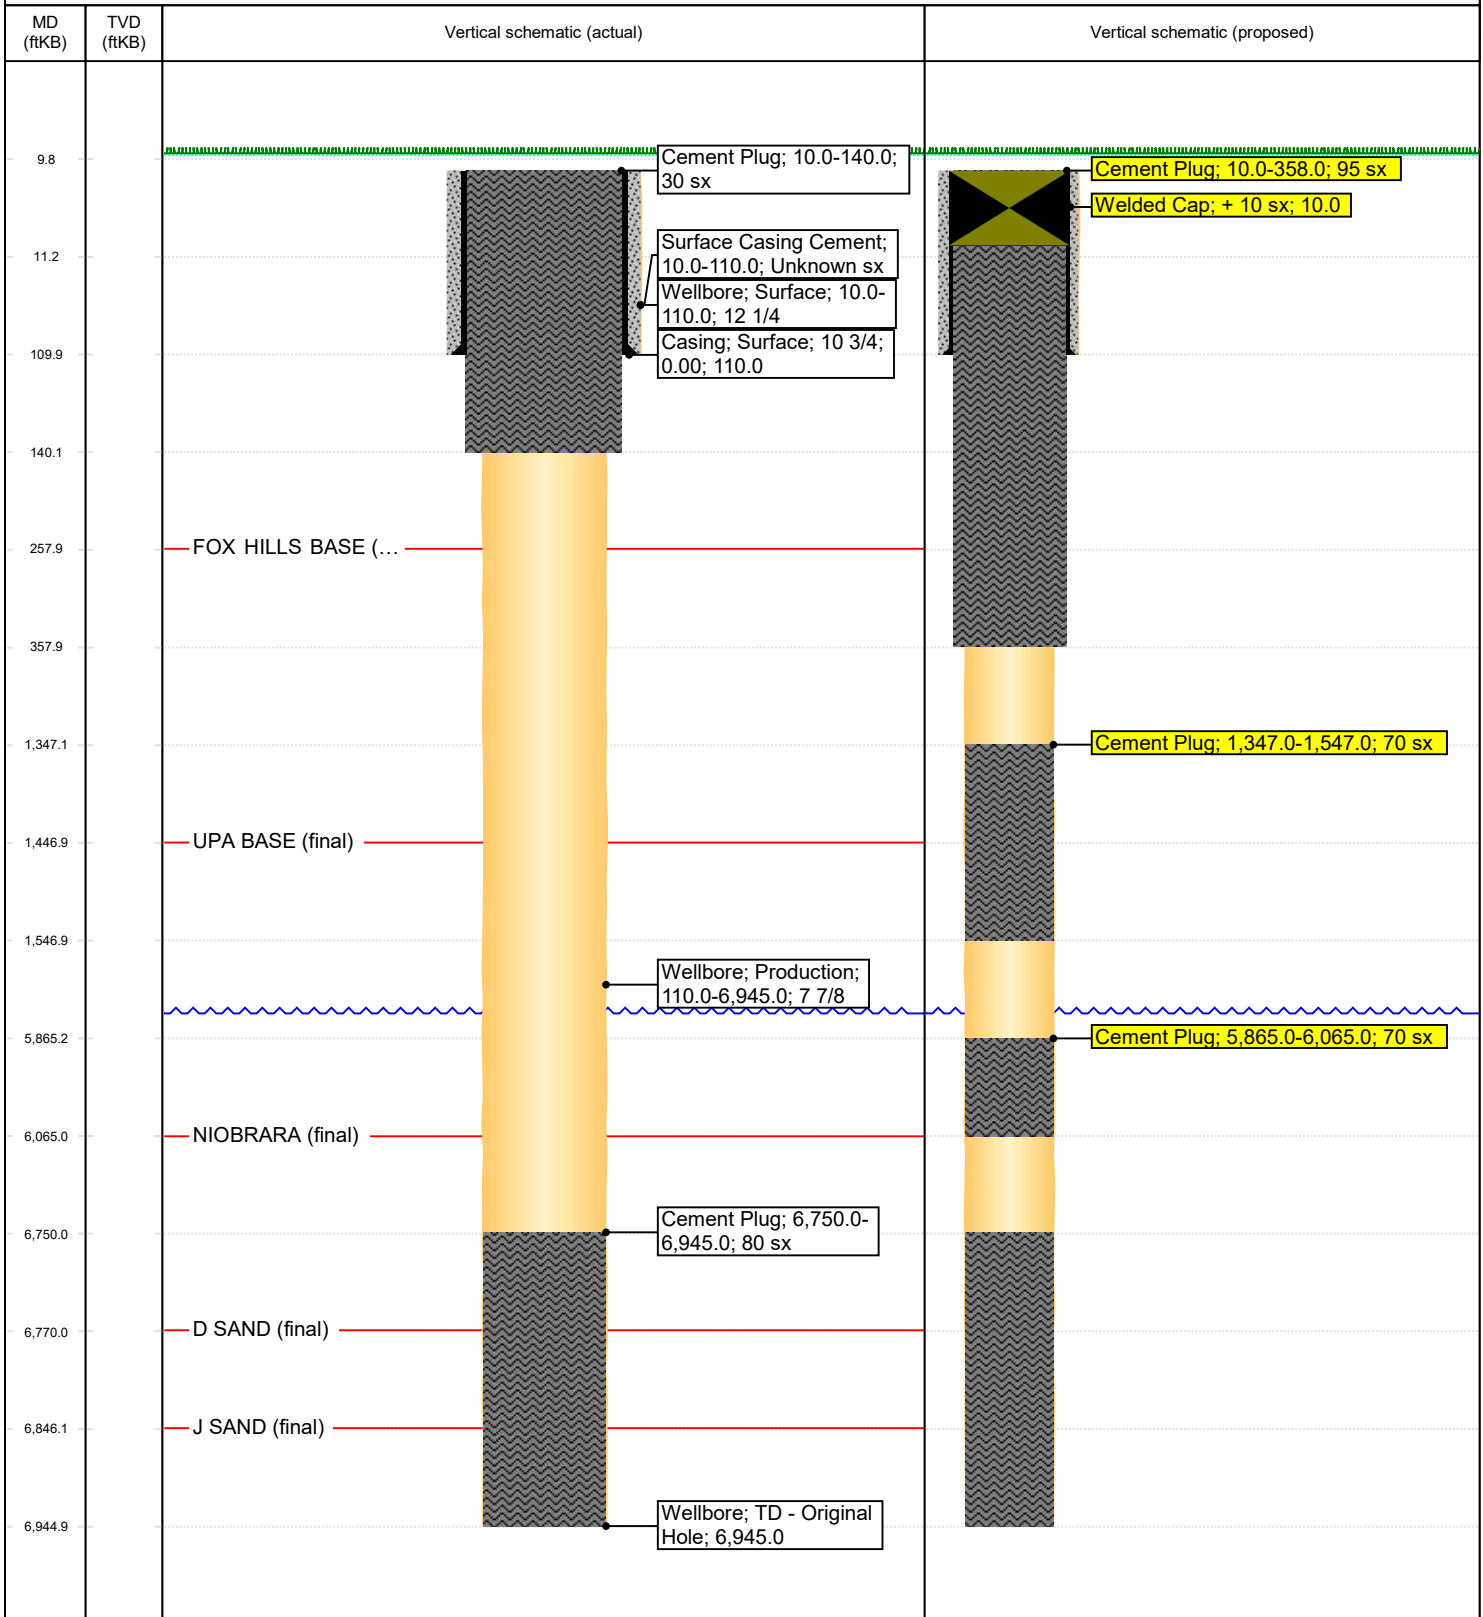 MD
(ftKB)
TVD
(ftKB)
Vertical schematic (actual)
Vertical schematic (proposed)
9.8
Cement Plug; 10.0-140.0;
30 sx
Cement Plug; 10.0-358.0; 95 sx
Welded Cap; + 10 sx; 10.0
11.2
Surface Casing Cement;
10.0-110.0; Unknown sx
Wellbore; Surface; 10.0-
110.0; 12 1/4
Casing; Surface; 10 3/4;
0.00; 110.0
109.9
140.1
257.9
FOX HILLS BASE (…
357.9
1,347.1
Cement Plug; 1,347.0-1,547.0; 70 sx
1,446.9
UPA BASE (final)
1,546.9
Wellbore; Production;
110.0-6,945.0; 7 7/8
5,865.2
Cement Plug; 5,865.0-6,065.0; 70 sx
6,065.0
NIOBRARA (final)
6,750.0
Cement Plug; 6,750.0-
6,945.0; 80 sx
6,770.0
D SAND (final)
6,846.1
J SAND (final)
6,944.9
Wellbore; TD - Original
Hole; 6,945.0